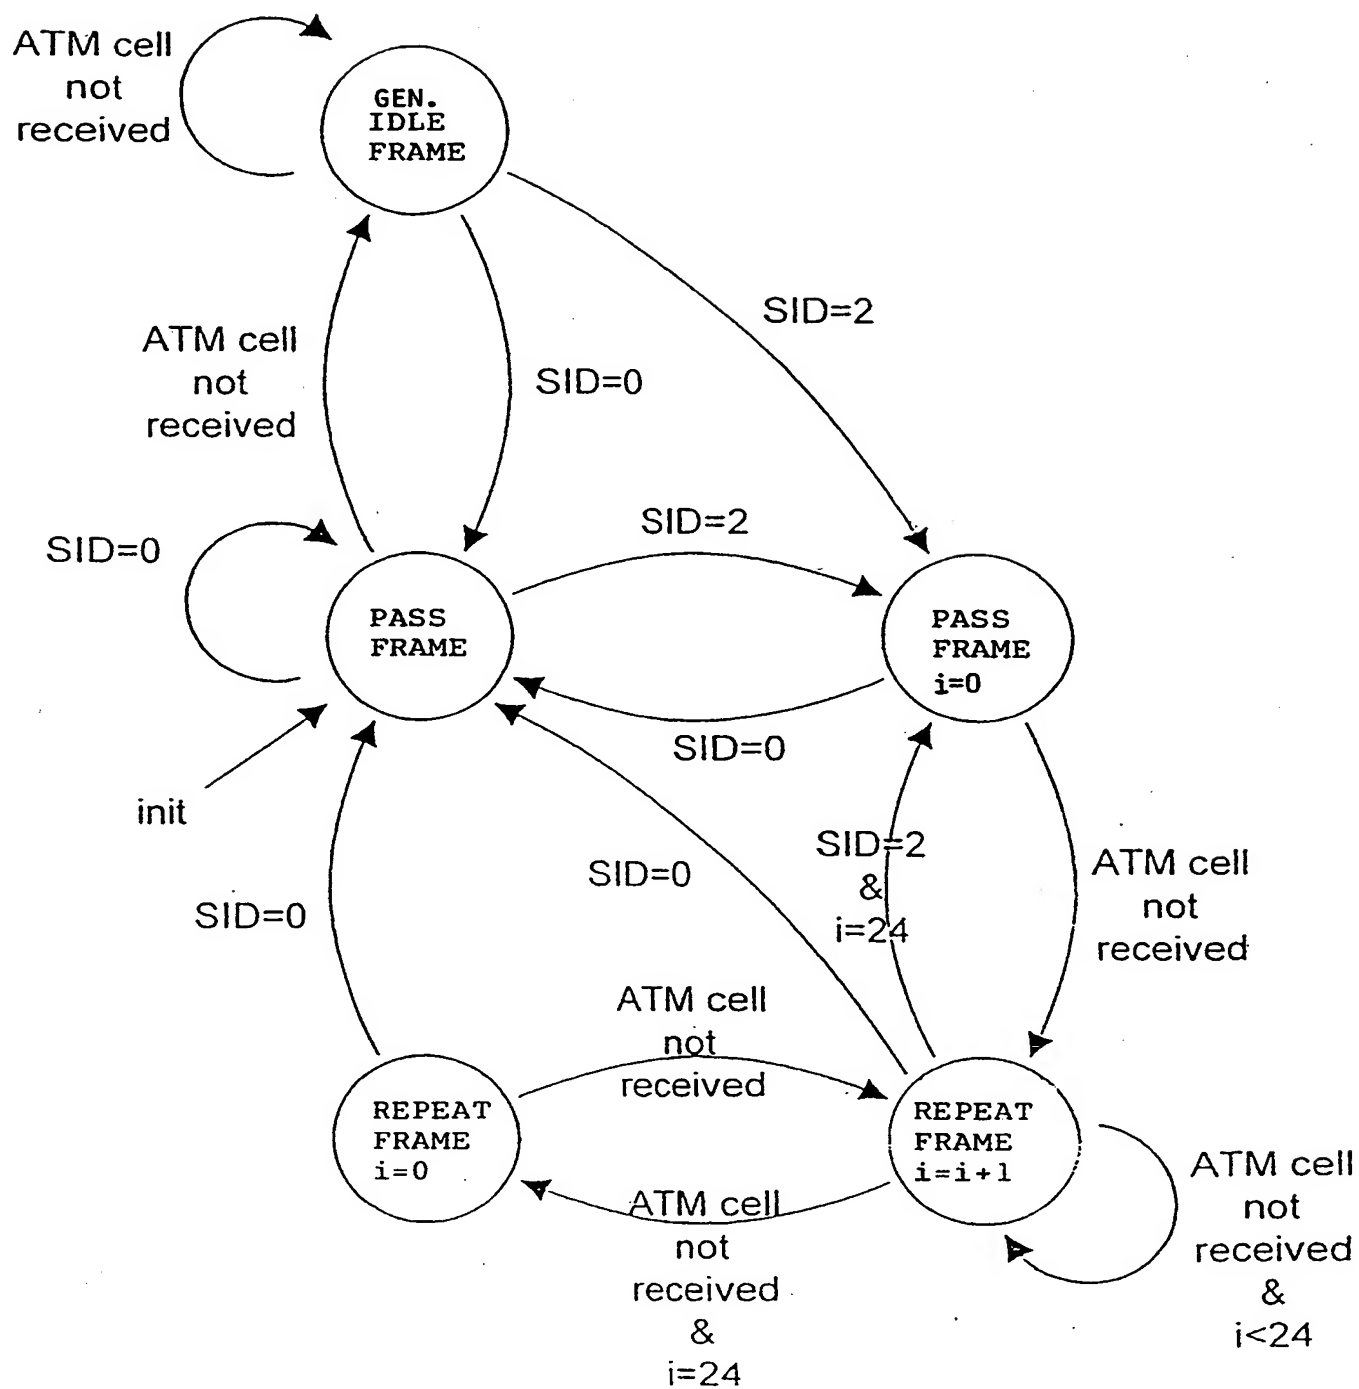 ATM cell
not
received
GEN.
IDLE
FRAME
SID=2
ATM cell
not
received
SID=0
SID=2
SID=0
PASS
FRAME
PASS
FRAME
i=0
SID=0
init
SID=2
&
i=24
ATM cell
not
received
SID=0
SID=0
ATM cell
not
received
REPEAT
FRAME
i=0
REPEAT
FRAME
i=i+1
ATM cell
not
received
&
i<24
ATM cell
not
received
&
i=24